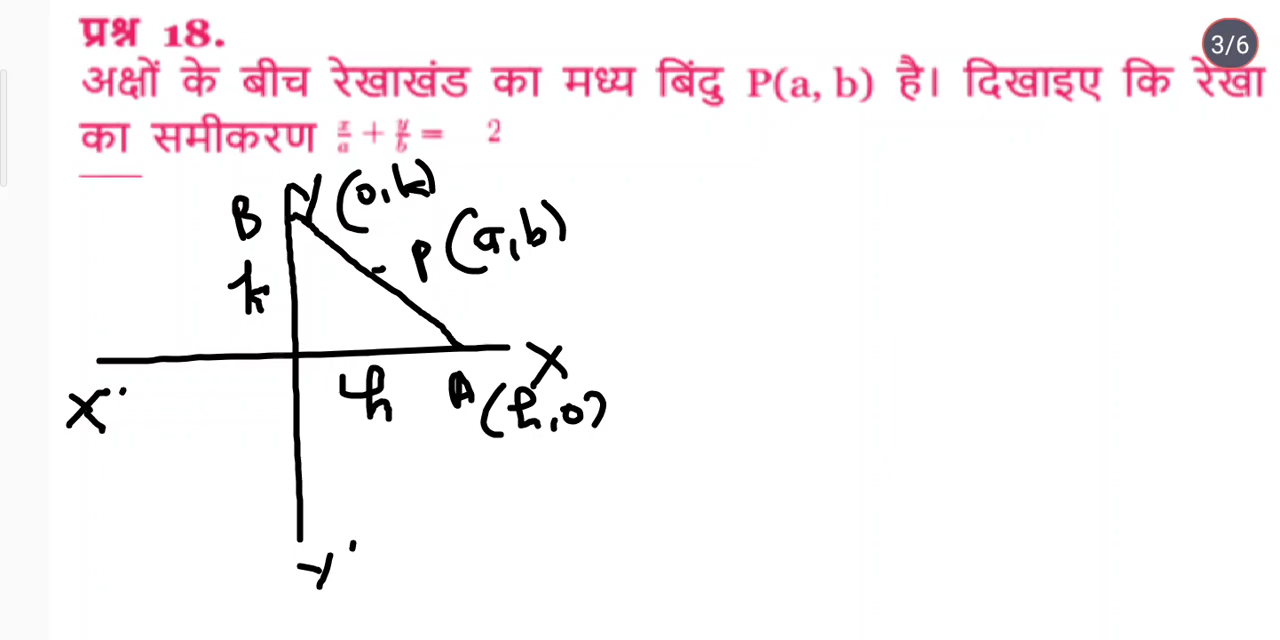 प्रश्न 18.
3/6
अक्षों के बीच रेखाखंड का मध्य बिंदु P(a, b) है। दिखाइए कि रेखा
का समीकरण x/a + y/b = 2
B
(0,k)
P (a,b)
k
X
X'
h
A
(h,0)
Y'